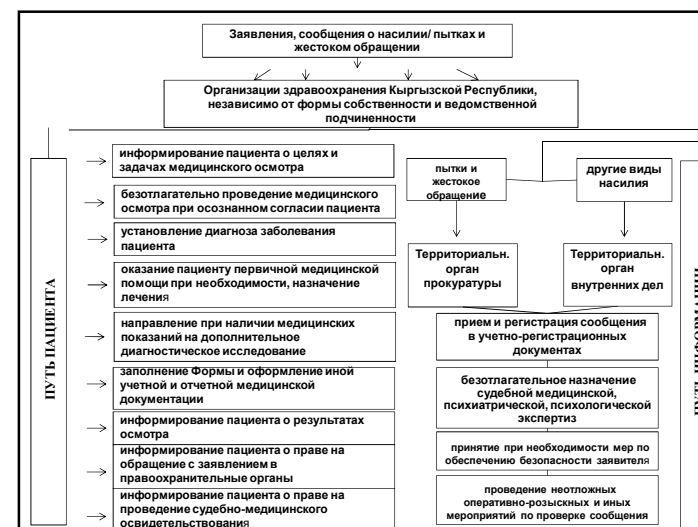 Заявления, сообщения о насилии/ пытках и
жестоком обращении
Организации здравоохранения Кыргызской Республики,
независимо от формы собственности и ведомственной
подчиненности
ПУТЬ ПАЦИЕНТА
информирование пациента о целях и
задачах медицинского осмотра
безотлагательно проведение медицинского
осмотра при осознанном согласии пациента
установление диагноза заболевания
пациента
оказание пациенту первичной медицинской
помощи при необходимости, назначение
лечения
направление при наличии медицинских
показаний на дополнительное
диагностическое исследование
заполнение Формы и оформление иной
учетной и отчетной медицинской
документации
информирование пациента о результатах
осмотра
информирование пациента о праве на
обращение с заявлением в
правоохранительные органы
информирование пациента о праве на
проведение судебно-медицинского
освидетельствования
пытки и
жестокое
обращение
другие виды
насилия
Территориальн.
орган
прокуратуры
Территориальн.
орган
внутренних дел
прием и регистрация сообщения
в учетно-регистрационных
документах
безотлагательное назначение
судебной медицинской,
психиатрической, психологической
экспертиз
принятие при необходимости мер по
обеспечению безопасности заявителя
проведение неотложных
оперативно-розыскных и иных
мероприятий по проверке сообщения